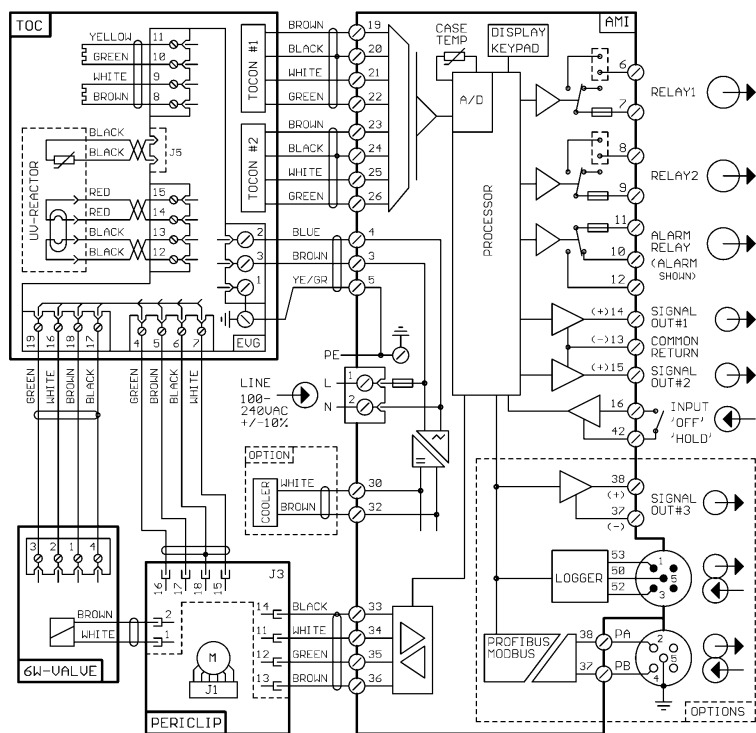 TOC
YELLOW 11
GREEN 10
WHITE 9
BROWN 8
BLACK
BLACK
J5
UV-REACTOR
RED 15
RED 14
BLACK 13
BLACK 12
2
3
1
EVG
TOCON #1
TOCON #2
BROWN 19
BLACK 20
WHITE 21
GREEN 22
BROWN 23
BLACK 24
WHITE 25
GREEN 26
BLUE 4
BROWN 3
YE/GR 5
AMI
CASE TEMP
DISPLAY KEYPAD
A/D
PROCESSOR
6
RELAY1
7
8
RELAY2
9
11
ALARM
10
RELAY
(ALARM
SHOWN)
12
(+) 14 SIGNAL
OUT#1
(-) 13 COMMON
RETURN
(+) 15 SIGNAL
OUT#2
16 INPUT
'OFF'
42 'HOLD'
PE
LINE
100-
240VAC
+/-10%
L 1
N 2
OPTION
COOLER
WHITE 30
BROWN 32
19 16 18 17
GREEN WHITE BROWN BLACK
4 5 6 7
GREEN BROWN BLACK WHITE
38
(+)
SIGNAL
OUT#3
37
(-)
LOGGER
53 1
50 5
52 3
PROFIBUS
MODBUS
38 PA 2
5
37 PB 4
OPTIONS
3 2 1 4
BROWN 2
WHITE 1
6W-VALVE
16 17 18 15
J3
14 BLACK 33
11 WHITE 34
12 GREEN 35
13 BROWN 36
M
J1
PERICLIP